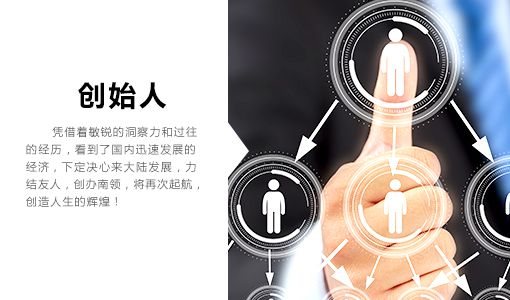 创始人
凭借着敏锐的洞察力和过往
的经历，看到了国内迅速发展的
经济，下定决心来大陆发展，力
结友人，创办南领，将再次起航，
创造人生的辉煌！